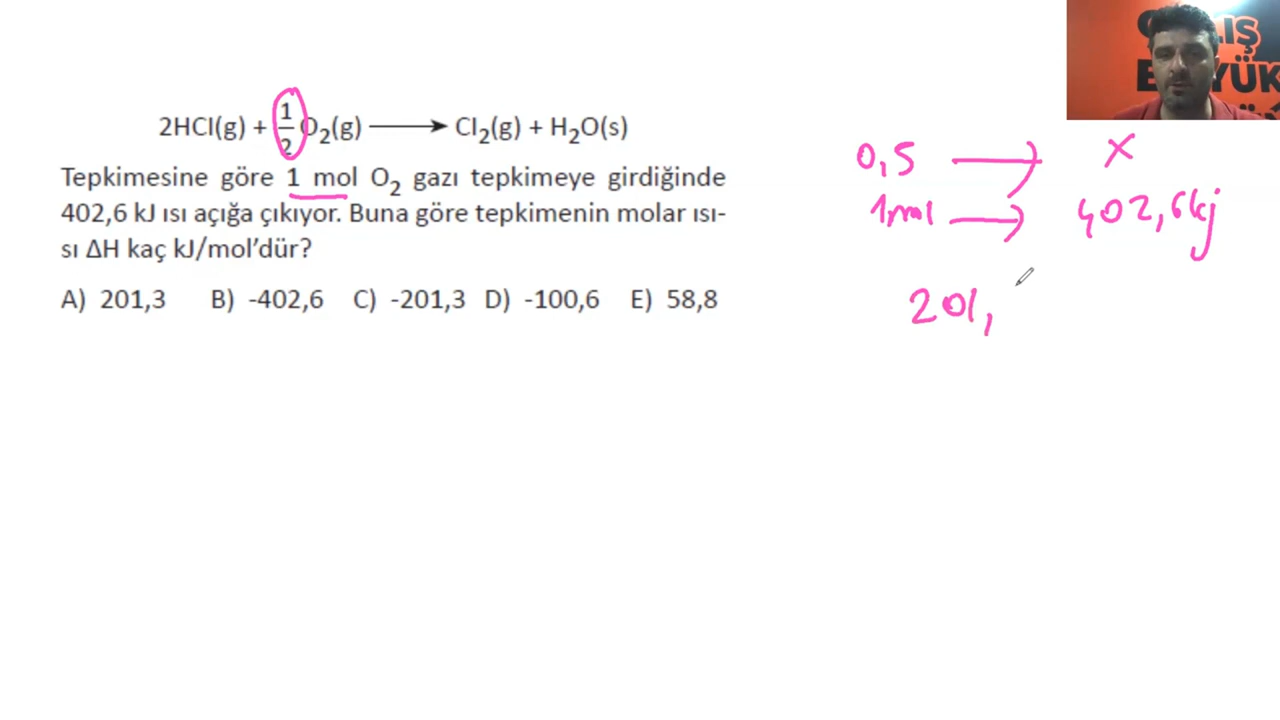 2HCl(g) + 1/2 O₂(g) ⟶ Cl₂(g) + H₂O(s)
Tepkimesine göre 1 mol O₂ gazı tepkimeye girdiğinde
402,6 kJ ısı açığa çıkıyor. Buna göre tepkimenin molar ısı-
sı ΔH kaç kJ/mol’dür?
A) 201,3 B) -402,6 C) -201,3 D) -100,6 E) 58,8
0,5 → x
1mol → 402,6kj
201,